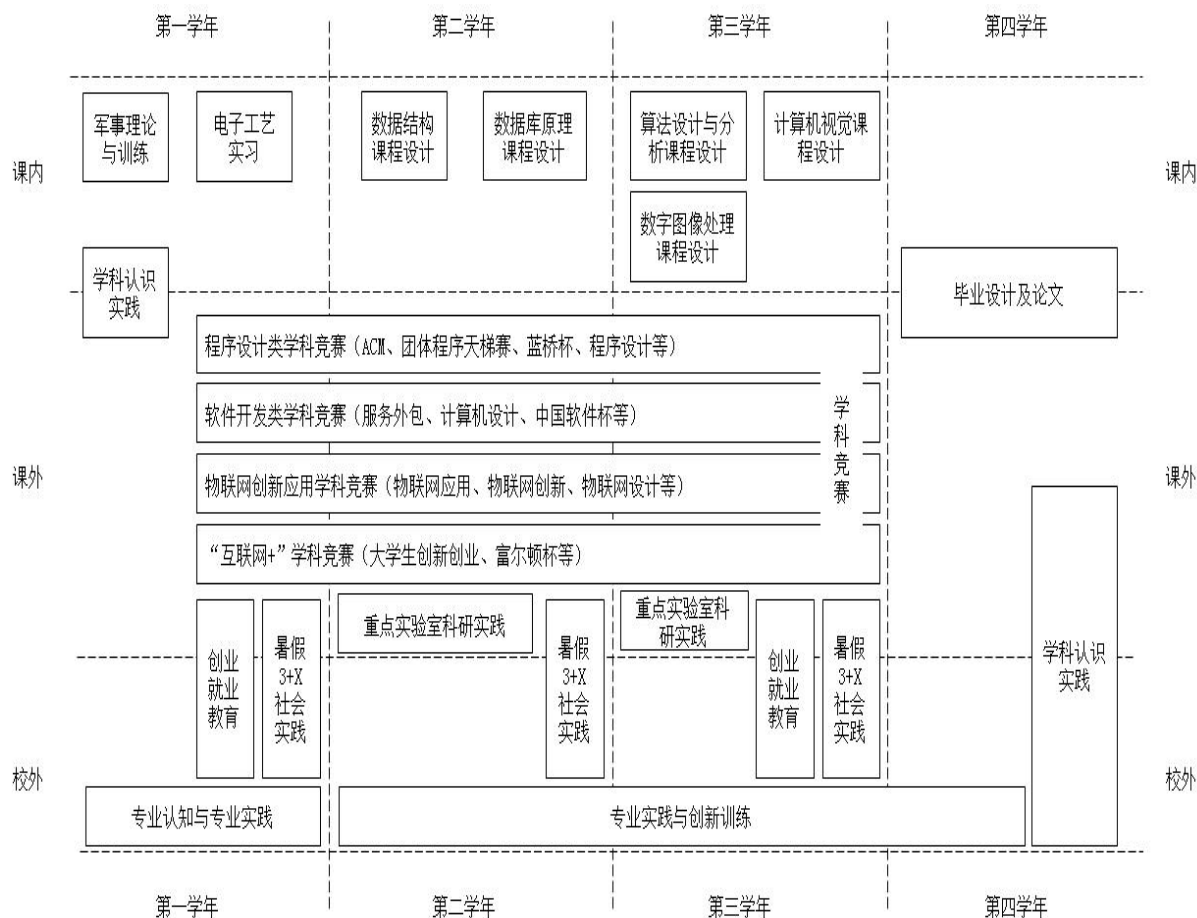 第一学年
第二学年
第三学年
第四学年
课内
课内
军事理论
与训练
电子工艺
实习
数据结构
课程设计
数据库原理
课程设计
算法设计与分
析课程设计
计算机视觉课
程设计
数字图像处理
课程设计
学科认识
实践
毕业设计及论文
程序设计类学科竞赛（ACM、团体程序天梯赛、蓝桥杯、程序设计等）
软件开发类学科竞赛（服务外包、计算机设计、中国软件杯等）
物联网创新应用学科竞赛（物联网应用、物联网创新、物联网设计等）
“互联网+”学科竞赛（大学生创新创业、富尔顿杯等）
学
科
竞
赛
课外
课外
创业
就业
教育
暑假
3+X
社会
实践
重点实验室科研实践
暑假
3+X
社会
实践
重点实验室科
研实践
创业
就业
教育
暑假
3+X
社会
实践
学科认识
实践
校外
校外
专业认知与专业实践
专业实践与创新训练
第一学年
第二学年
第三学年
第四学年